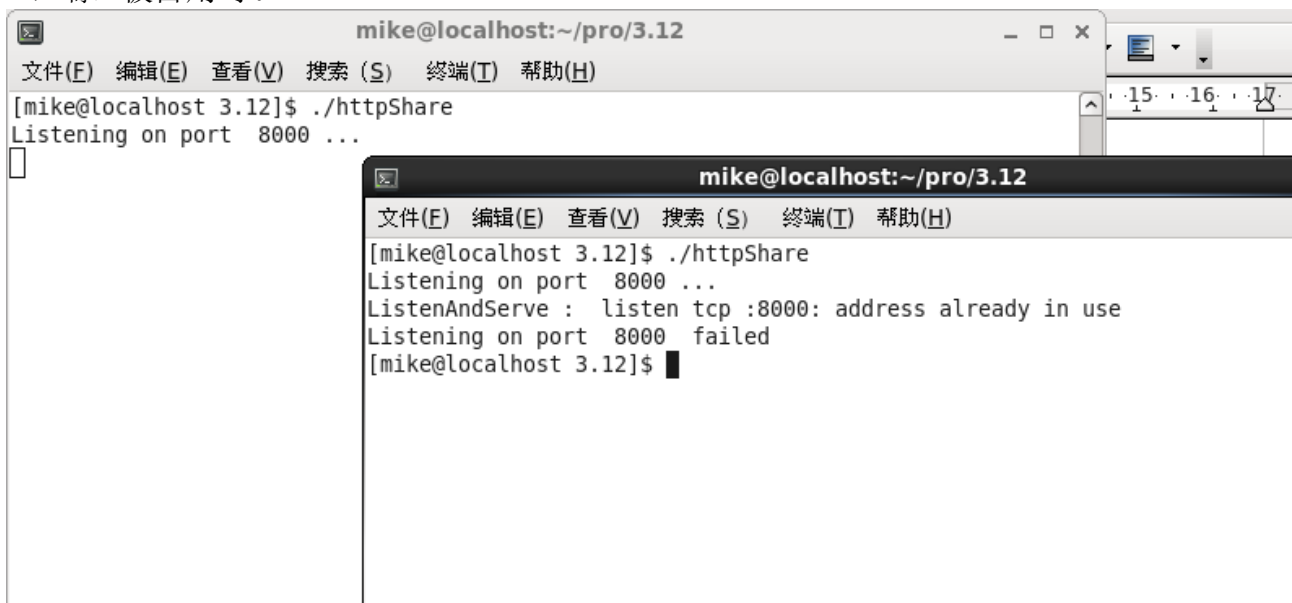 mike@localhost:~/pro/3.12
文件(F) 编辑(E) 查看(V) 搜索 (S) 终端(T) 帮助(H)
[mike@localhost 3.12]$ ./httpShare
Listening on port  8000 ...
·15· · ·16· · ·17·
mike@localhost:~/pro/3.12
文件(F) 编辑(E) 查看(V) 搜索 (S) 终端(T) 帮助(H)
[mike@localhost 3.12]$ ./httpShare
Listening on port  8000 ...
ListenAndServe :  listen tcp :8000: address already in use
Listening on port  8000  failed
[mike@localhost 3.12]$